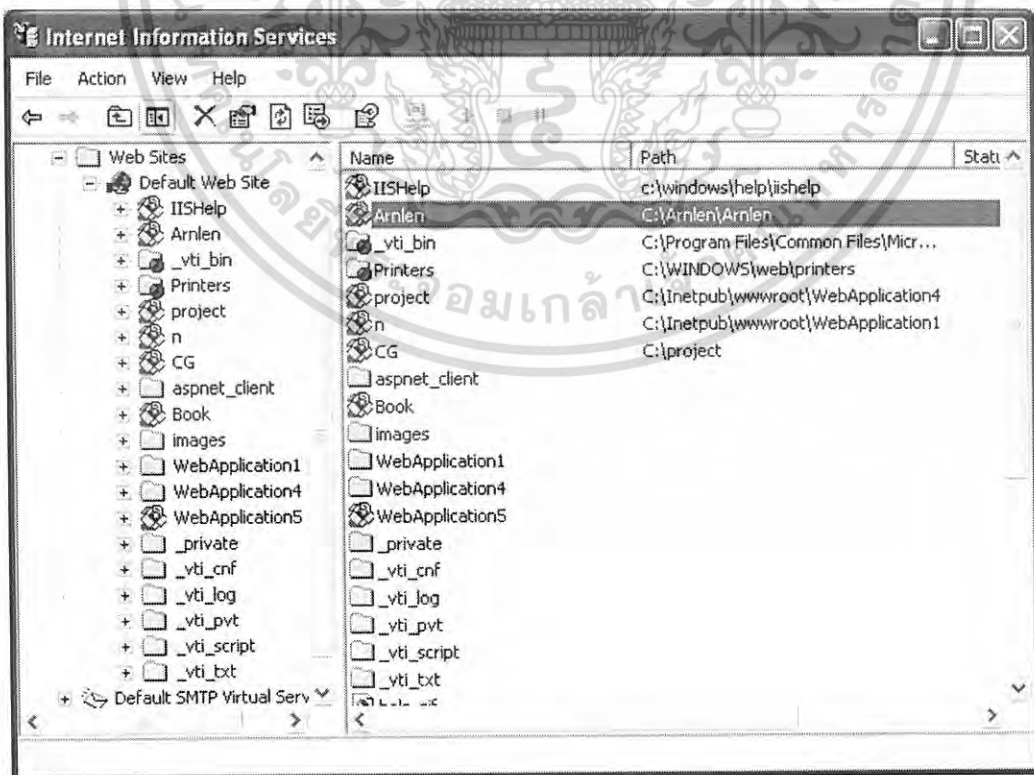 Internet Information Services
File Action View Help
Web Sites
Default Web Site
IISHelp
Arnlen
_vti_bin
Printers
project
n
CG
aspnet_client
Book
images
WebApplication1
WebApplication4
WebApplication5
_private
_vti_cnf
_vti_log
_vti_pvt
_vti_script
_vti_txt
Default SMTP Virtual Serv
Name Path Statu
IISHelp c:\windows\help\iishelp
Arnlen C:\Arnlen\Arnlen
_vti_bin C:\Program Files\Common Files\Micr...
Printers C:\WINDOWS\web\printers
project C:\Inetpub\wwwroot\WebApplication4
n C:\Inetpub\wwwroot\WebApplication1
CG C:\project
aspnet_client
Book
images
WebApplication1
WebApplication4
WebApplication5
_private
_vti_cnf
_vti_log
_vti_pvt
_vti_script
_vti_txt